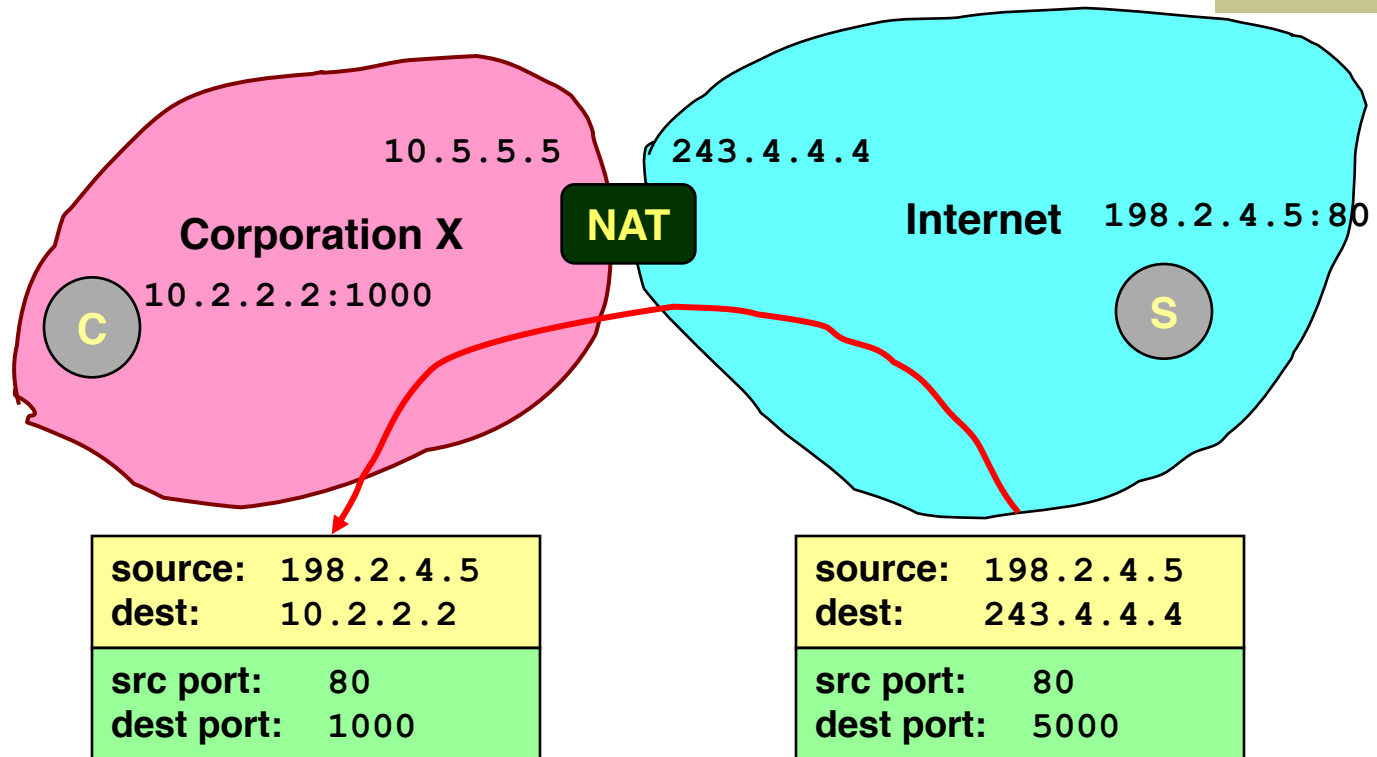 10.5.5.5
243.4.4.4
Corporation X
NAT
Internet
198.2.4.5:80
C
10.2.2.2:1000
S
source: 198.2.4.5
dest: 10.2.2.2
src port: 80
dest port: 1000
source: 198.2.4.5
dest: 243.4.4.4
src port: 80
dest port: 5000